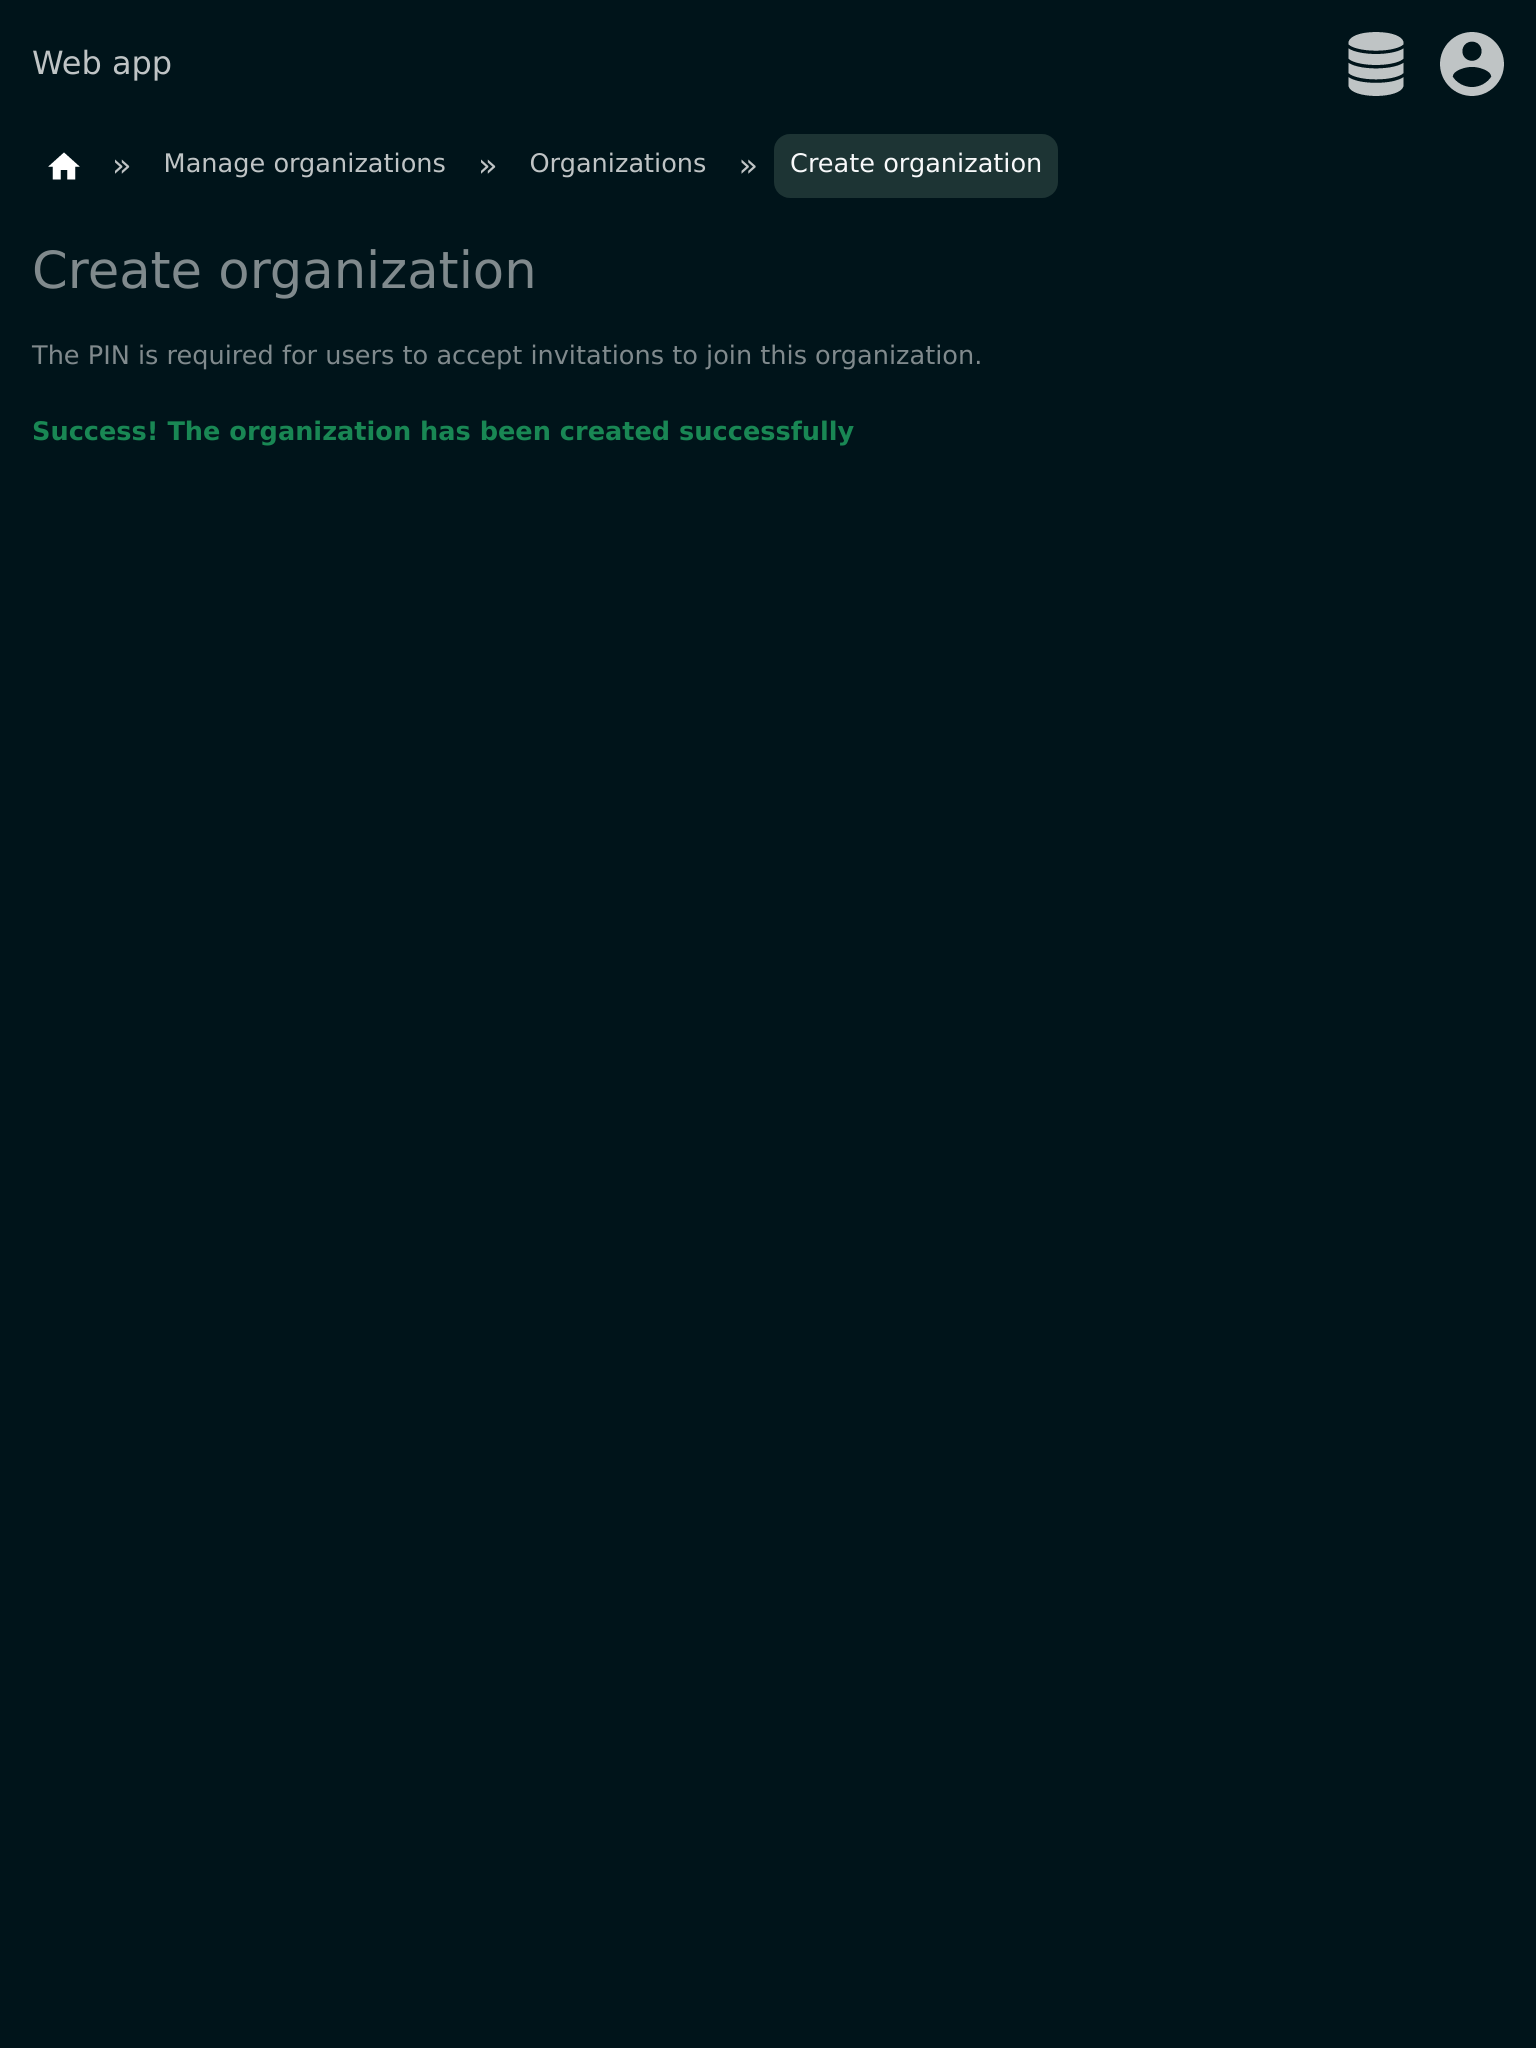 Web app
» Manage organizations » Organizations » Create organization
Create organization
The PIN is required for users to accept invitations to join this organization.
Success! The organization has been created successfully